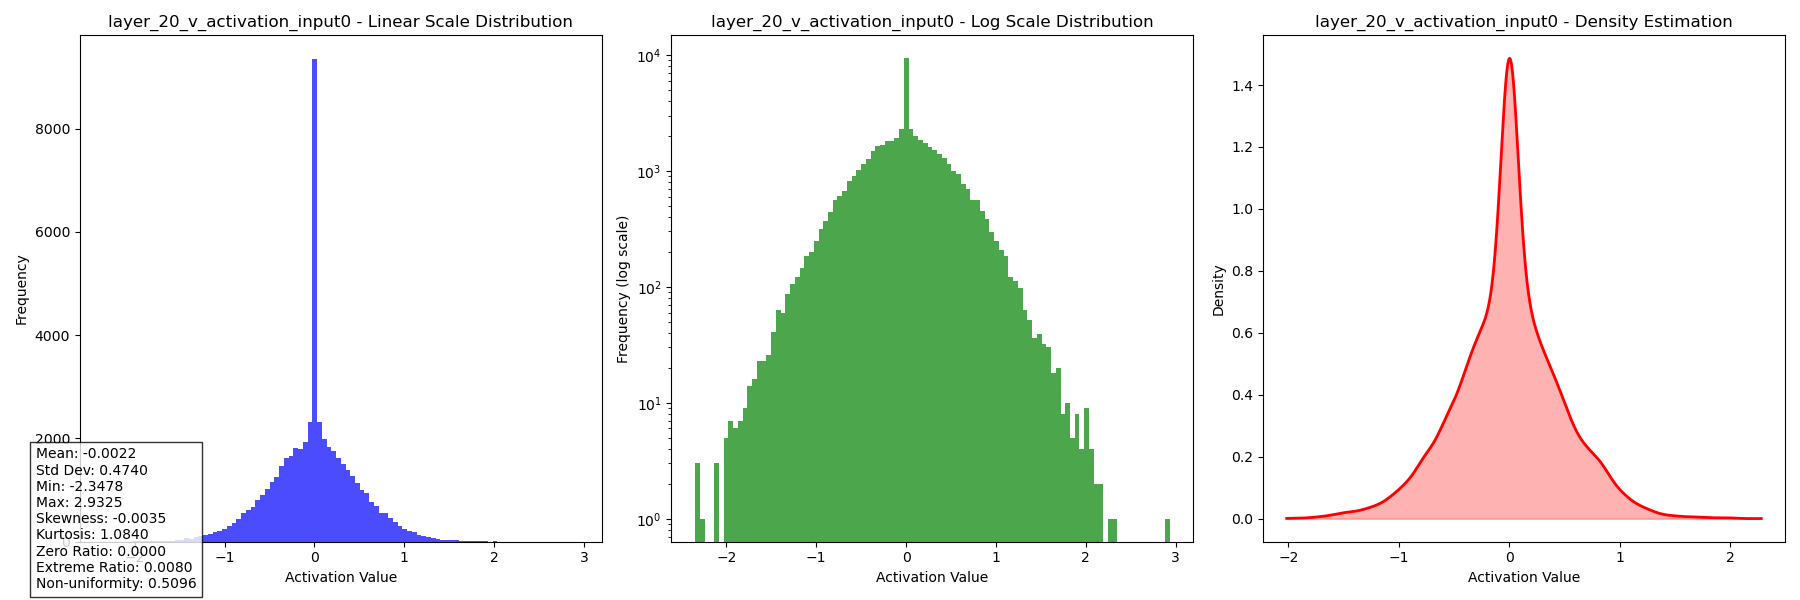 layer_20_v_activation_input0 - Linear Scale Distribution
Frequency
8000
6000
4000
2000
0
−1
0
1
2
3
Activation Value
Mean: -0.0022
Std Dev: 0.4740
Min: -2.3478
Max: 2.9325
Skewness: -0.0035
Kurtosis: 1.0840
Zero Ratio: 0.0000
Extreme Ratio: 0.0080
Non-uniformity: 0.5096
layer_20_v_activation_input0 - Log Scale Distribution
Frequency (log scale)
10⁴
10³
10²
10¹
10⁰
−2
−1
0
1
2
3
Activation Value
layer_20_v_activation_input0 - Density Estimation
Density
1.4
1.2
1.0
0.8
0.6
0.4
0.2
0.0
−2
−1
0
1
2
Activation Value